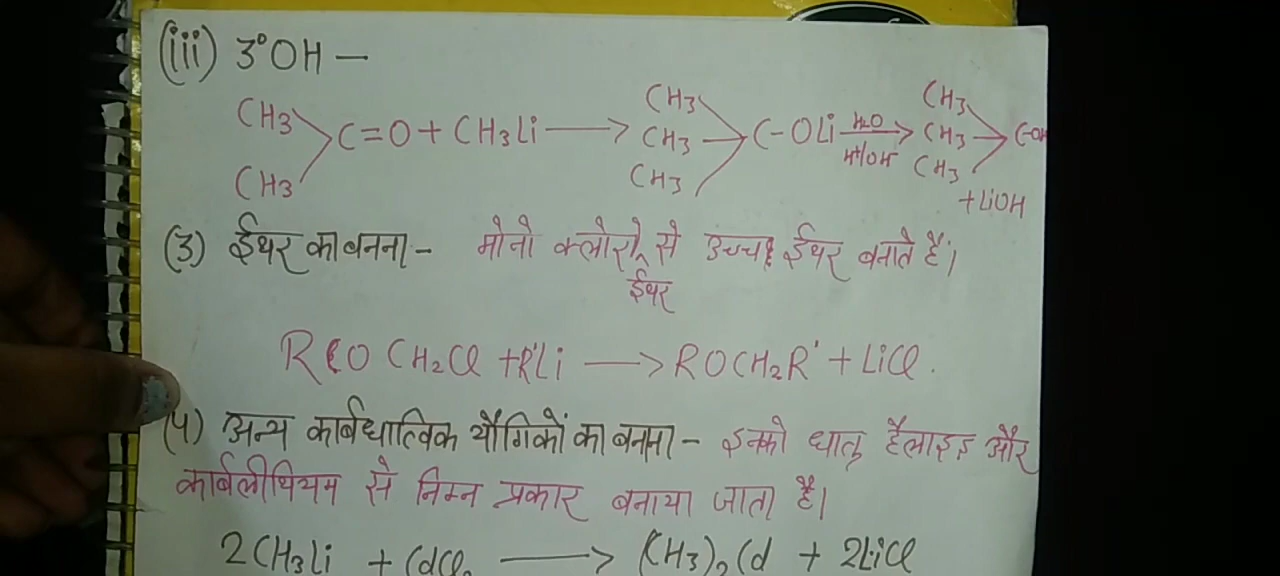 (iii) 3°OH —
CH3
CH3
C=O + CH3Li ⟶
CH3
CH3
CH3
C-OLi
H2O
H+/OH-
⟶
CH3
CH3
CH3
C-OH
+ LiOH
(3) ईथर का बनना - मोनो क्लोरो ईथर से उच्च ईथर बनाते हैं।
ROCH2Cl + R'Li ⟶ ROCH2R' + LiCl.
(4) अन्य कार्बधात्विक यौगिकों का बनना - इनको धातु हैलाइड और
कार्बलीथियम से निम्न प्रकार बनाया जाता है।
2CH3Li + CdCl2 ⟶ (CH3)2Cd + 2LiCl